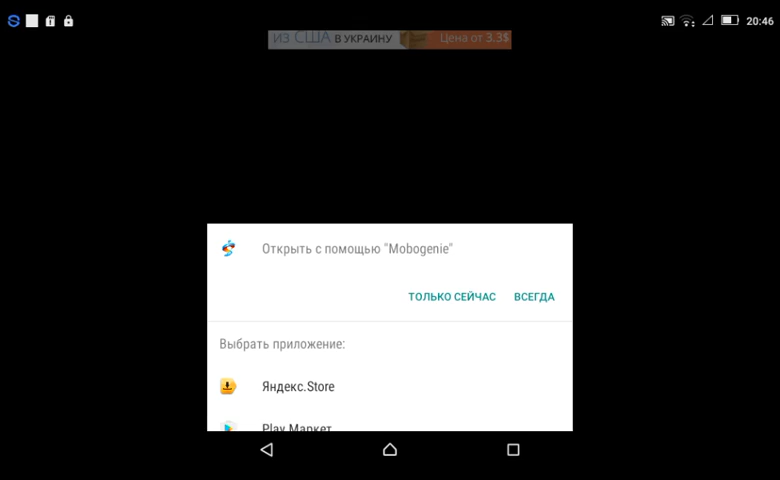 20:46
ИЗ США В УКРАИНУ Цена от 3.3$
Открыть с помощью "Mobogenie"
ТОЛЬКО СЕЙЧАС ВСЕГДА
Выбрать приложение:
Яндекс.Store
Play Маркет